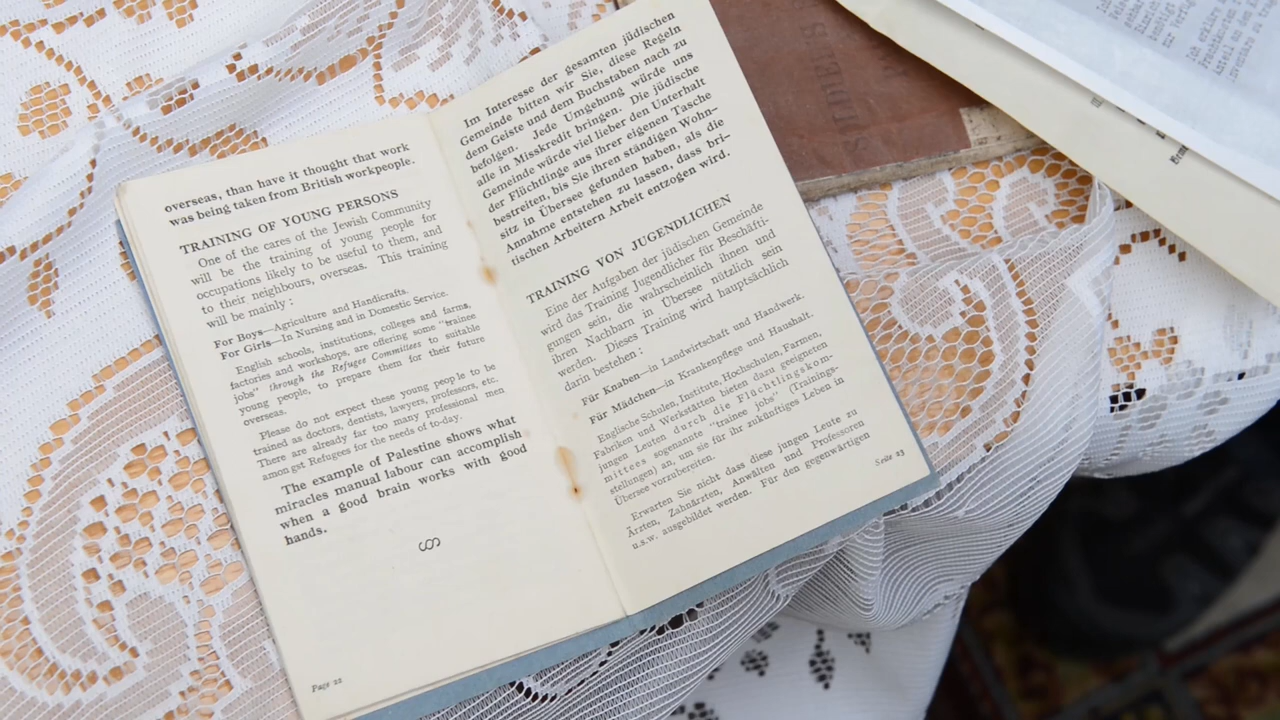 overseas, than have it thought that work
was being taken from British workpeople.
TRAINING OF YOUNG PERSONS
One of the cares of the Jewish Community
will be the training of young people for
occupations likely to be useful to them, and
to their neighbours, overseas. This training
will be mainly :
For Boys—Agriculture and Handicrafts.
For Girls—In Nursing and in Domestic Service.
English schools, institutions, colleges and farms,
factories and workshops, are offering some "trainee
jobs" through the Refugee Committees to suitable
young people, to prepare them for their future
overseas.
Please do not expect these young people to be
trained as doctors, dentists, lawyers, professors, etc.
There are already far too many professional men
amongst Refugees for the needs of to-day.
The example of Palestine shows what
miracles manual labour can accomplish
when a good brain works with good
hands.
Page 22
Im Interesse der gesamten jüdischen
Gemeinde bitten wir Sie, diese Regeln
dem Geiste und dem Buchstaben nach zu
befolgen. Jede Umgehung würde uns
alle in Misskredit bringen. Die jüdische
Gemeinde würde viel lieber den Unterhalt
der Flüchtlinge aus ihrer eigenen Tasche
bestreiten, bis Sie ihren ständigen Wohn-
sitz in Übersee gefunden haben, als die
Annahme entstehen zu lassen, dass bri-
tischen Arbeitern Arbeit entzogen wird.
TRAINING VON JUGENDLICHEN
Eine der Aufgaben der jüdischen Gemeinde
wird das Training Jugendlicher für Beschäfti-
gungen sein, die wahrscheinlich ihnen und
ihren Nachbarn in Übersee nützlich sein
werden. Dieses Training wird hauptsächlich
darin bestehen :
Für Knaben—in Landwirtschaft und Handwerk.
Für Mädchen—in Krankenpflege und Haushalt.
Englische Schulen, Institute, Hochschulen, Farmen,
Fabriken und Werkstätten bieten dazu geeigneten
jungen Leuten durch die Flüchtlingskom-
mittees sogenannte "trainee jobs" (Trainings-
stellungen) an, um sie für ihr zukünftiges Leben in
Übersee vorzubereiten.
Erwarten Sie nicht dass diese jungen Leute zu
Ärzten, Zahnärzten, Anwälten und Professoren
u.s.w. ausgebildet werden. Für den gegenwärtigen
Seite 23